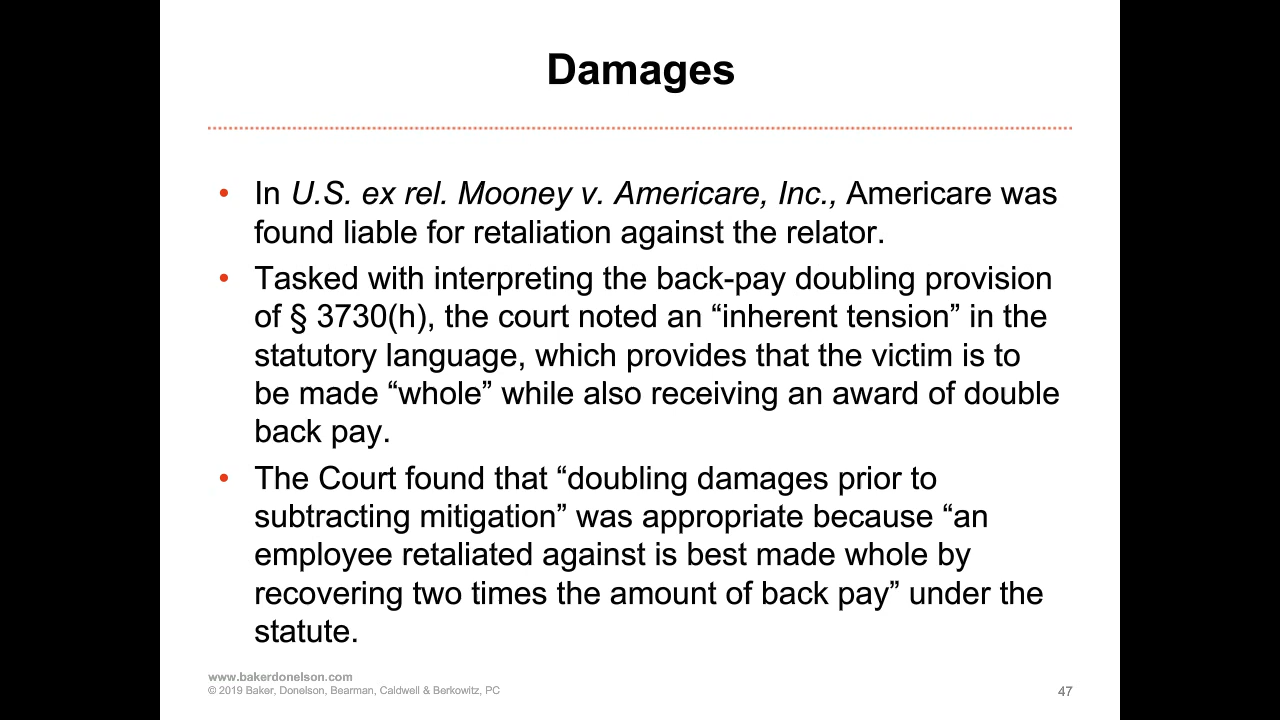 Damages
• In U.S. ex rel. Mooney v. Americare, Inc., Americare was
found liable for retaliation against the relator.
• Tasked with interpreting the back-pay doubling provision
of § 3730(h), the court noted an “inherent tension” in the
statutory language, which provides that the victim is to
be made “whole” while also receiving an award of double
back pay.
• The Court found that “doubling damages prior to
subtracting mitigation” was appropriate because “an
employee retaliated against is best made whole by
recovering two times the amount of back pay” under the
statute.
www.bakerdonelson.com
© 2019 Baker, Donelson, Bearman, Caldwell & Berkowitz, PC
47